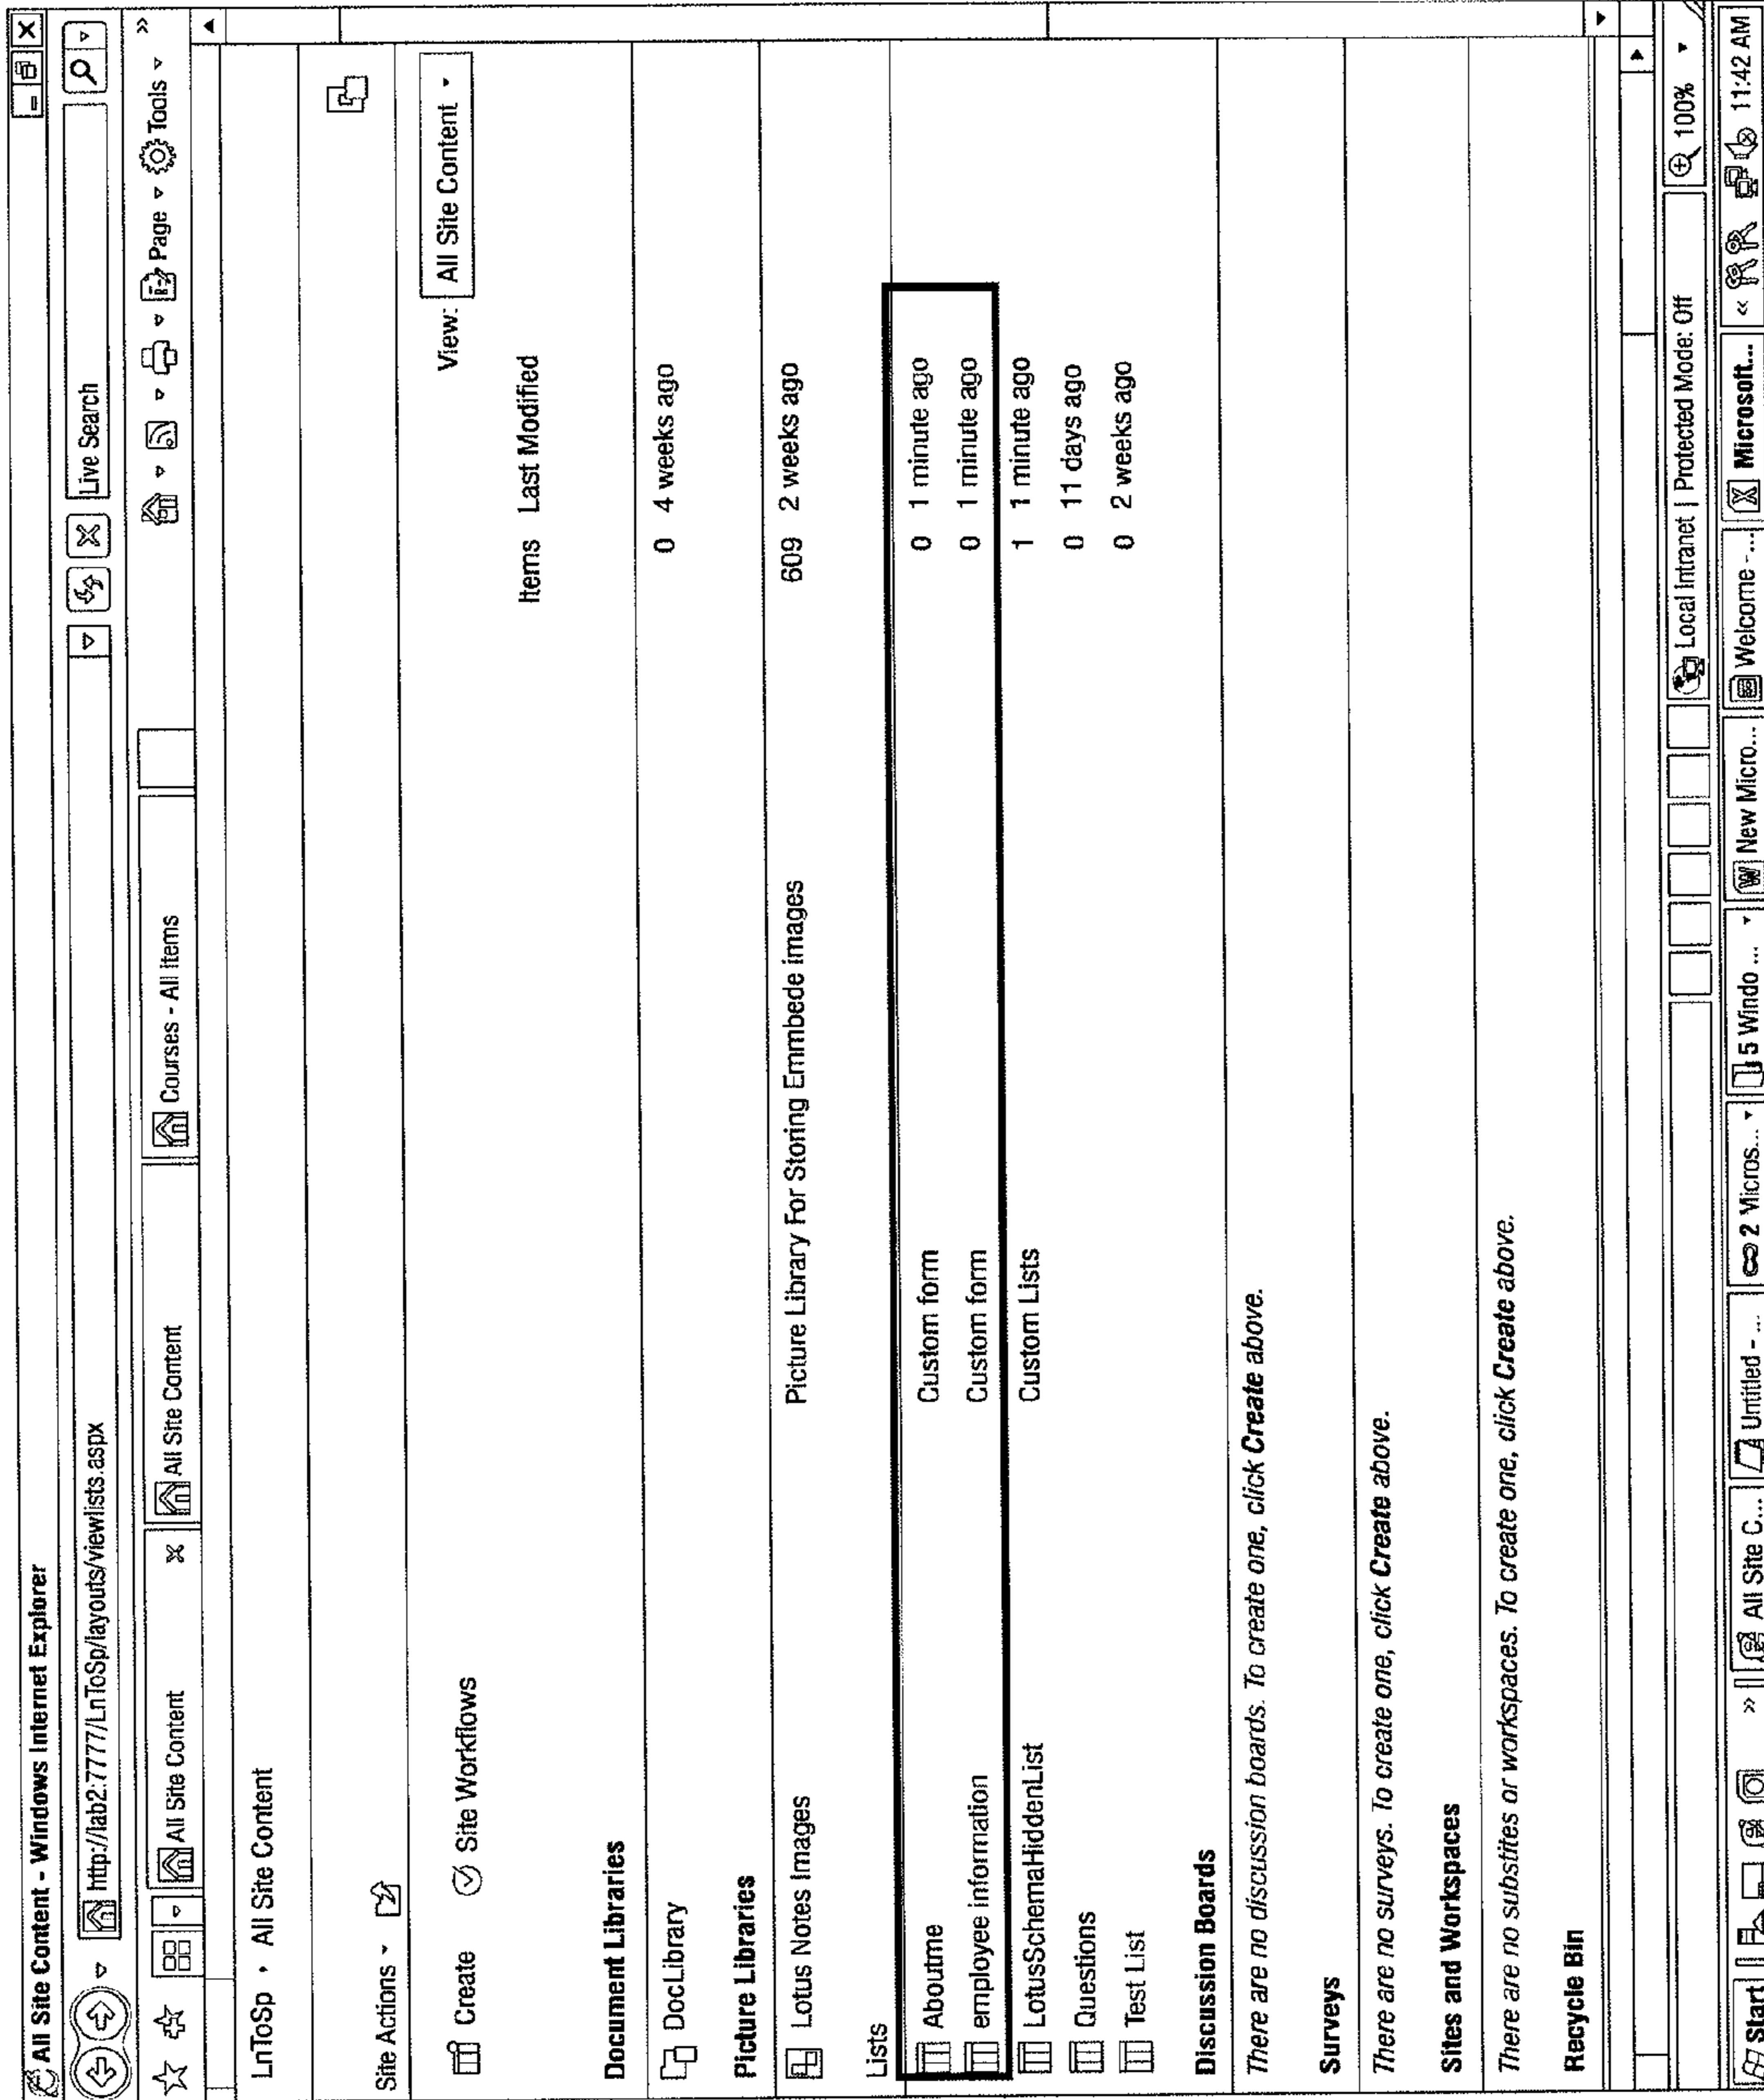 All Site Content - Windows Internet Explorer
http://lab2:7777/LnToSp/layouts/viewlists.aspx
Live Search
All Site Content
All Site Content
Courses - All Items
Page
Tools
LnToSp All Site Content
Site Actions
Create Site Workflows
View: All Site Content
Items Last Modified
Document Libraries
DocLibrary 0 4 weeks ago
Picture Libraries
Lotus Notes Images Picture Library For Storing Emmbede images 609 2 weeks ago
Lists
Aboutme Custom form 0 1 minute ago
employee information Custom form 0 1 minute ago
LotusSchemaHiddenList Custom Lists 1 1 minute ago
Questions 0 11 days ago
Test List 0 2 weeks ago
Discussion Boards
There are no discussion boards. To create one, click Create above.
Surveys
There are no surveys. To create one, click Create above.
Sites and Workspaces
There are no substites or workspaces. To create one, click Create above.
Recycle Bin
Local Intranet | Protected Mode: Off 100%
Start » All Site C... Untitled - ... 2 Micros... 5 Windo ... New Micro... Welcome -... Microsoft... « 11:42 AM